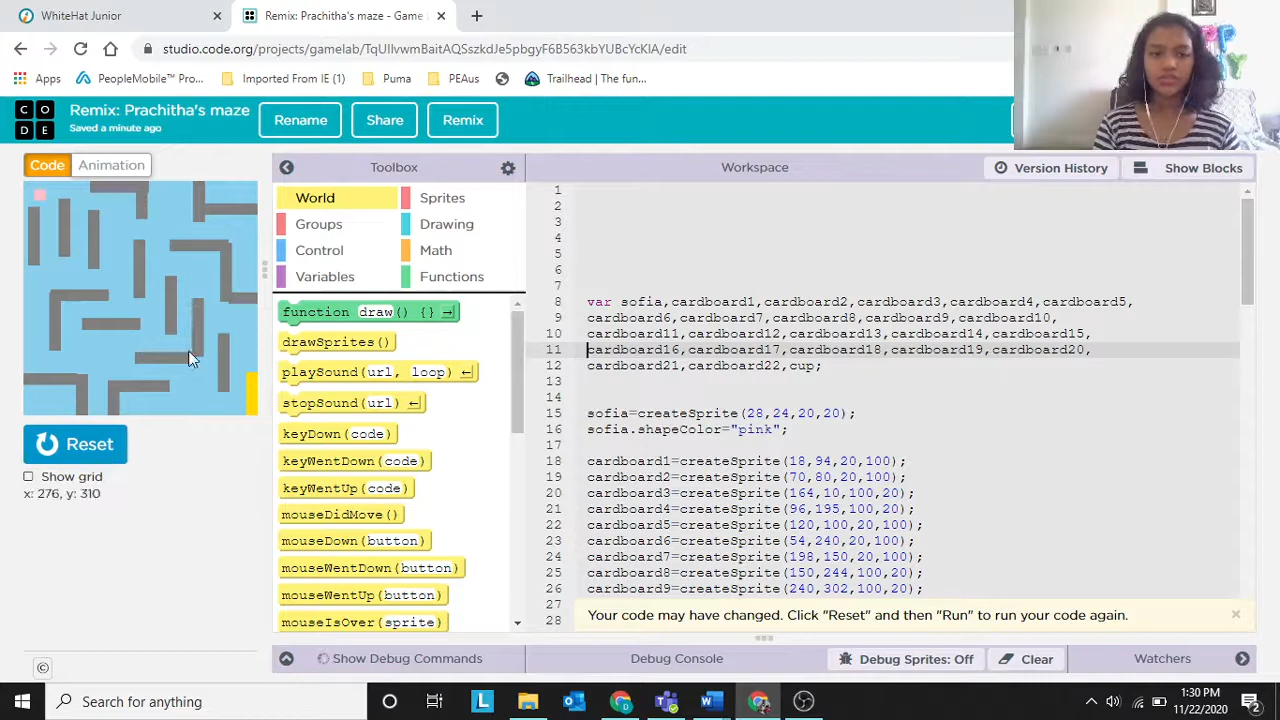 WhiteHat Junior
Remix: Prachitha's maze - Game
studio.code.org/projects/gamelab/TqUIlvwmBaitAQSszkdJe5pbgyF6B563kbYUBcYcKlA/edit
Apps
PeopleMobile™ Pro...
Imported From IE (1)
Puma
PEAus
Trailhead | The fun...
C O
D E
Remix: Prachitha's maze
Saved a minute ago
Rename
Share
Remix
Code
Animation
Toolbox
Workspace
Version History
Show Blocks
World
Sprites
Groups
Drawing
Control
Math
Variables
Functions
function draw() {}
drawSprites()
playSound(url, loop)
stopSound(url)
keyDown(code)
keyWentDown(code)
keyWentUp(code)
mouseDidMove()
mouseDown(button)
mouseWentDown(button)
mouseWentUp(button)
mouseIsOver(sprite)
Reset
Show grid
x: 276, y: 310
1
2
3
4
5
6
7
8 var sofia,cardboard1,cardboard2,cardboard3,cardboard4,cardboard5,
9 cardboard6,cardboard7,cardboard8,cardboard9,cardboard10,
10 cardboard11,cardboard12,cardboard13,cardboard14,cardboard15,
11 cardboard16,cardboard17,cardboard18,cardboard19,cardboard20,
12 cardboard21,cardboard22,cup;
13
14
15 sofia=createSprite(28,24,20,20);
16 sofia.shapeColor="pink";
17
18 cardboard1=createSprite(18,94,20,100);
19 cardboard2=createSprite(70,80,20,100);
20 cardboard3=createSprite(164,10,100,20);
21 cardboard4=createSprite(96,195,100,20);
22 cardboard5=createSprite(120,100,20,100);
23 cardboard6=createSprite(54,240,20,100);
24 cardboard7=createSprite(198,150,20,100);
25 cardboard8=createSprite(150,244,100,20);
26 cardboard9=createSprite(240,302,100,20);
27
28
Your code may have changed. Click "Reset" and then "Run" to run your code again.
Show Debug Commands
Debug Console
Debug Sprites: Off
Clear
Watchers
Search for anything
1:30 PM
11/22/2020
2